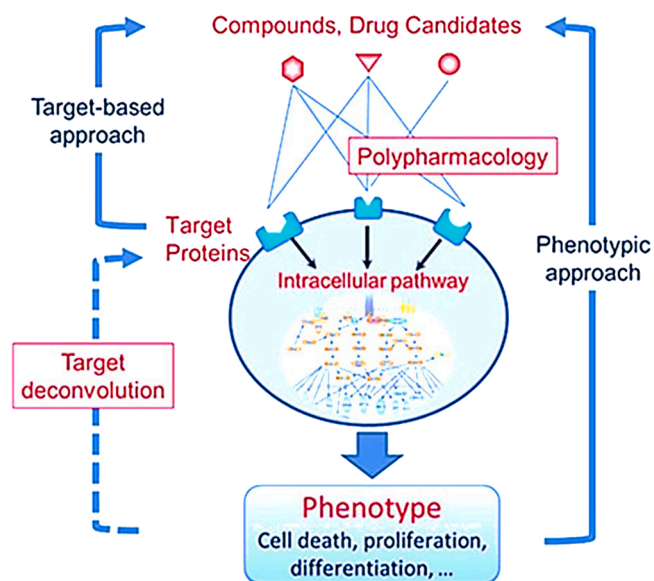 Compounds, Drug Candidates
Target-based
approach
Polypharmacology
Target
Proteins
Phenotypic
approach
Intracellular pathway
Target
deconvolution
Phenotype
Cell death, proliferation,
differentiation, ...